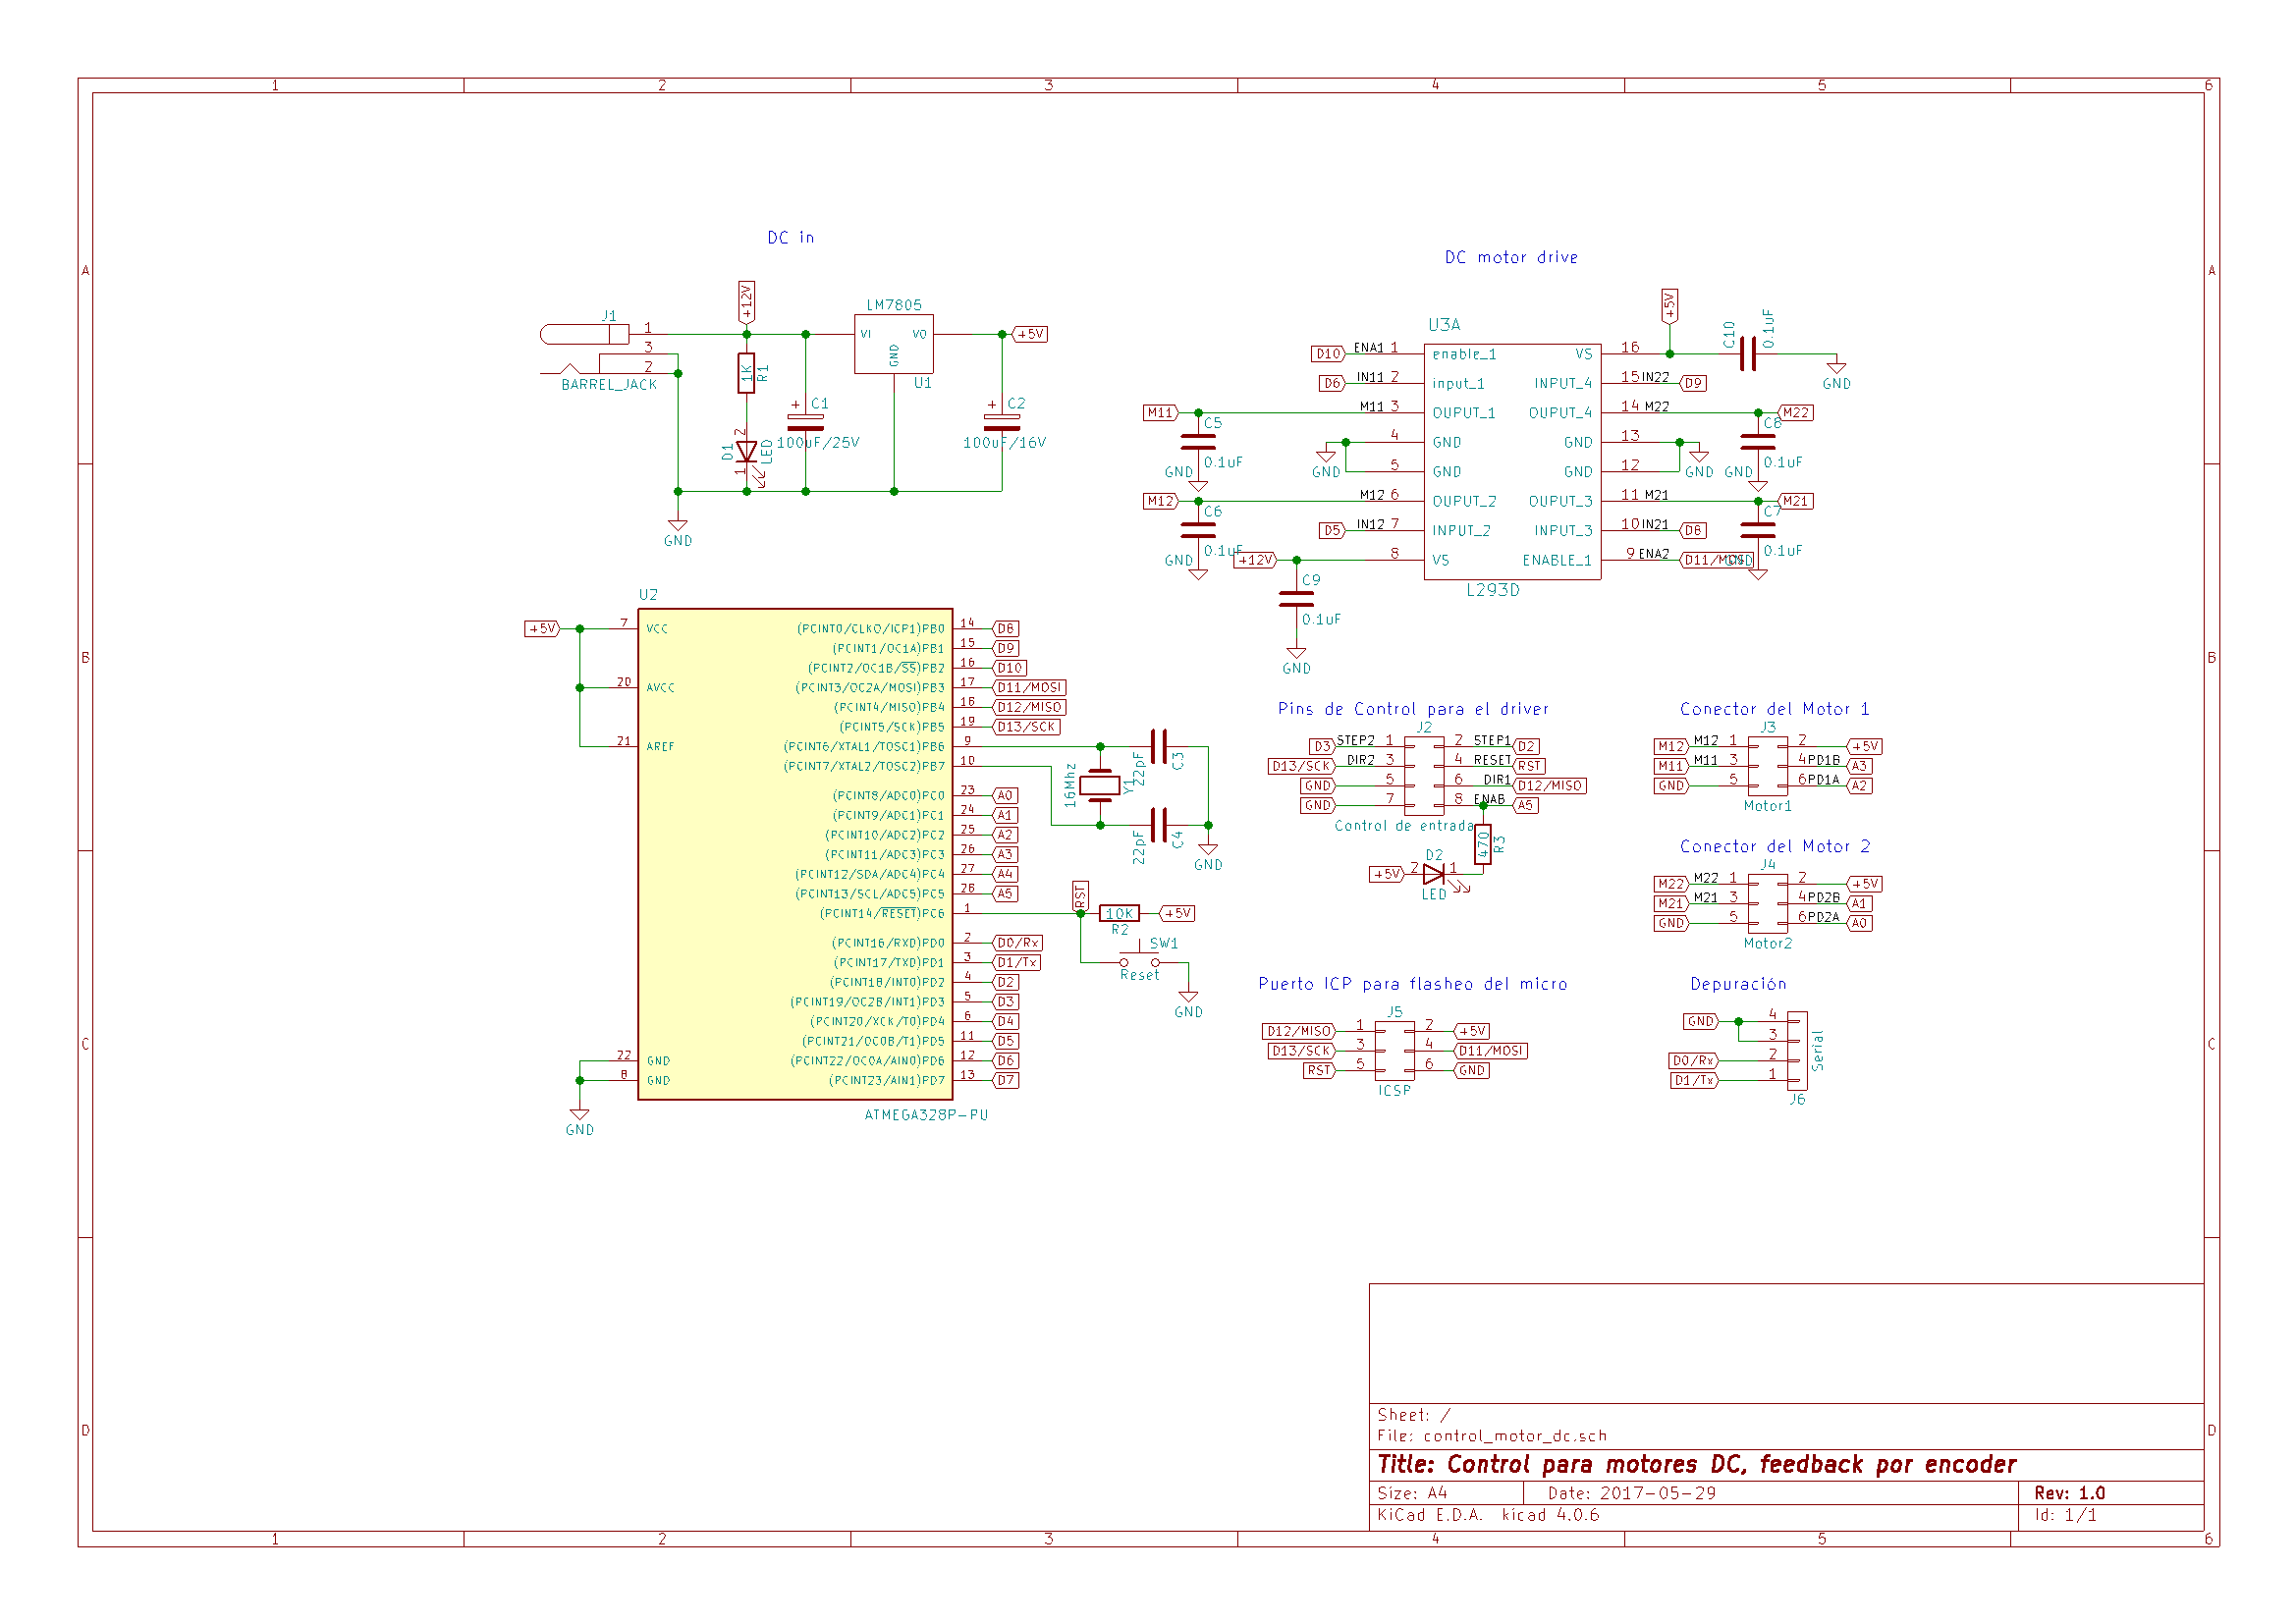 1 2 3 4 5 6
A
B
C
D
A
B
C
D
1 2 3 4 5 6
DC in
+12V
J1
1
3
2
BARREL_JACK
1K
R1
2
D1
LED
1
+ C1
100uF/25V
LM7805
VI VO
GND
U1
+5V
+ C2
100uF/16V
GND
DC motor drive
U3A
+5V
C10
0.1uF
GND
D10 ENA1 1 enable_1
D6 IN11 2 input_1
M11 M11 3 OUPUT_1
4 GND
5 GND
M12 M12 6 OUPUT_2
D5 IN12 7 INPUT_2
+12V 8 VS
VS 16
INPUT_4 15 IN22 D9
OUPUT_4 14 M22 M22
GND 13
GND 12
OUPUT_3 11 M21 M21
INPUT_3 10 IN21 D8
ENABLE_1 9 ENA2 D11/MOSI
L293D
C5
0.1uF
GND
C6
0.1uF
GND
GND
C9
0.1uF
GND
GND
C8
0.1uF
GND
C7
0.1uF
GND
U2
+5V
7 VCC
20 AVCC
21 AREF
22 GND
8 GND
GND
(PCINT0/CLKO/ICP1)PB0 14 D8
(PCINT1/OC1A)PB1 15 D9
(PCINT2/OC1B/SS)PB2 16 D10
(PCINT3/OC2A/MOSI)PB3 17 D11/MOSI
(PCINT4/MISO)PB4 18 D12/MISO
(PCINT5/SCK)PB5 19 D13/SCK
(PCINT6/XTAL1/TOSC1)PB6 9
(PCINT7/XTAL2/TOSC2)PB7 10
(PCINT8/ADC0)PC0 23 A0
(PCINT9/ADC1)PC1 24 A1
(PCINT10/ADC2)PC2 25 A2
(PCINT11/ADC3)PC3 26 A3
(PCINT12/SDA/ADC4)PC4 27 A4
(PCINT13/SCL/ADC5)PC5 28 A5
(PCINT14/RESET)PC6 1
(PCINT16/RXD)PD0 2 D0/Rx
(PCINT17/TXD)PD1 3 D1/Tx
(PCINT18/INT0)PD2 4 D2
(PCINT19/OC2B/INT1)PD3 5 D3
(PCINT20/XCK/T0)PD4 6 D4
(PCINT21/OC0B/T1)PD5 11 D5
(PCINT22/OC0A/AIN0)PD6 12 D6
(PCINT23/AIN1)PD7 13 D7
ATMEGA328P-PU
16Mhz
Y1
22pF
C3
22pF
C4
GND
RST
10K
R2
+5V
SW1
Reset
GND
Pins de Control para el driver
J2
D3 STEP2 1 2 STEP1 D2
D13/SCK DIR2 3 4 RESET RST
GND 5 6 DIR1 D12/MISO
GND 7 8 ENAB A5
Control de entrada
470
R3
D2
+5V 2 1
LED
Conector del Motor 1
J3
M12 M12 1 2 +5V
M11 M11 3 4 PD1B A3
GND 5 6 PD1A A2
Motor1
Conector del Motor 2
J4
M22 M22 1 2 +5V
M21 M21 3 4 PD2B A1
GND 5 6 PD2A A0
Motor2
Puerto ICP para flasheo del micro
J5
D12/MISO 1 2 +5V
D13/SCK 3 4 D11/MOSI
RST 5 6 GND
ICSP
Depuración
GND 4
3
D0/Rx 2
D1/Tx 1
Serial
J6
Sheet: /
File: control_motor_dc.sch
Title: Control para motores DC, feedback por encoder
Size: A4 Date: 2017-05-29 Rev: 1.0
KiCad E.D.A. kicad 4.0.6 Id: 1/1